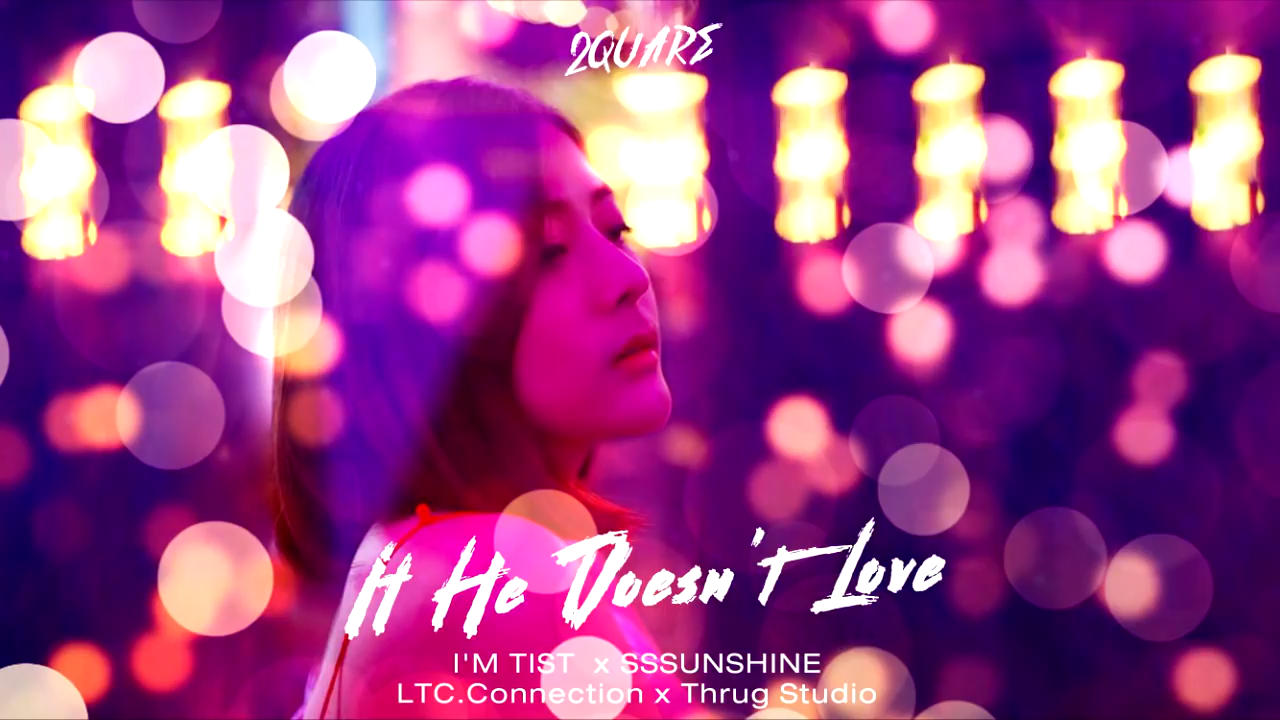 2QUARE
If He Doesn't Love
I'M TIST x SSSUNSHINE
LTC.Connection x Thrug Studio